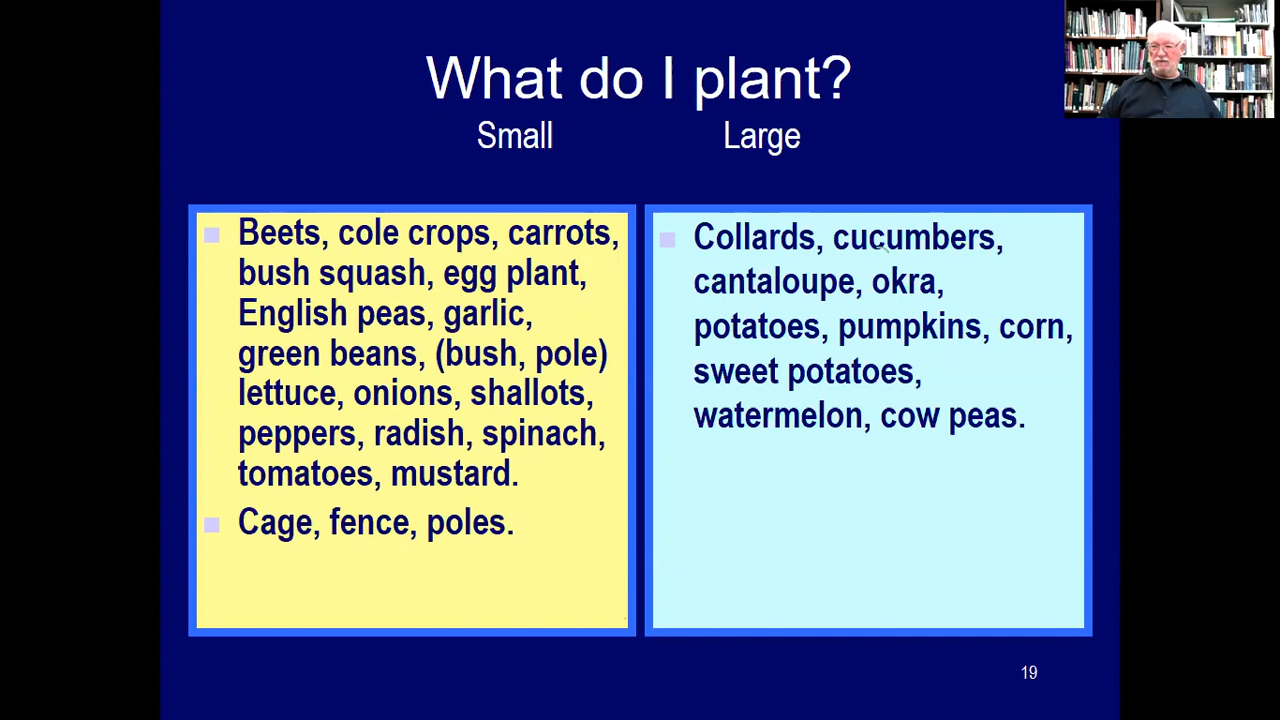 What do I plant?
Small Large
Beets, cole crops, carrots,
bush squash, egg plant,
English peas, garlic,
green beans, (bush, pole)
lettuce, onions, shallots,
peppers, radish, spinach,
tomatoes, mustard.
Cage, fence, poles.
Collards, cucumbers,
cantaloupe, okra,
potatoes, pumpkins, corn,
sweet potatoes,
watermelon, cow peas.
19